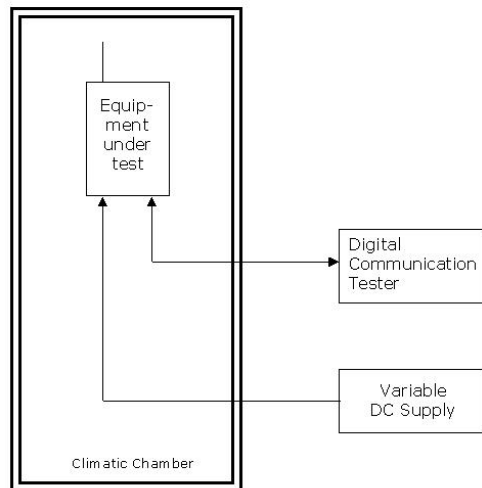 Equip-
ment
under
test
Digital
Communication
Tester
Variable
DC Supply
Climatic Chamber